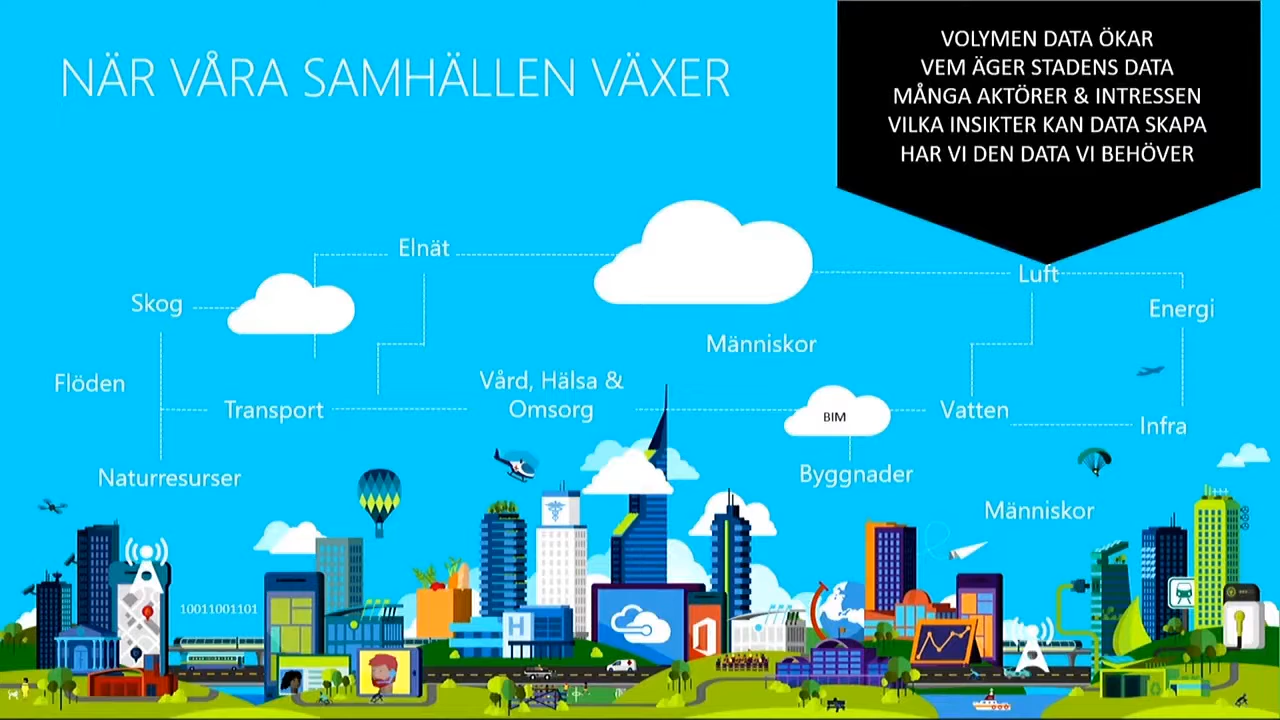 NÄR VÅRA SAMHÄLLEN VÄXER
VOLYMEN DATA ÖKAR
VEM ÄGER STADENS DATA
MÅNGA AKTÖRER & INTRESSEN
VILKA INSIKTER KAN DATA SKAPA
HAR VI DEN DATA VI BEHÖVER
Elnät
Luft
Skog
Energi
Människor
Flöden
Vård, Hälsa &
Omsorg
Transport
BIM
Vatten
Infra
Naturresurser
Byggnader
Människor
10011001101
H